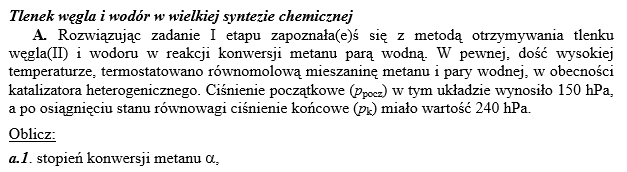 Tlenek węgla i wodór w wielkiej syntezie chemicznej
A. Rozwiązując zadanie I etapu zapoznała(e)ś się z metodą otrzymywania tlenku
węgla(II) i wodoru w reakcji konwersji metanu parą wodną. W pewnej, dość wysokiej
temperaturze, termostatowano równomolową mieszaninę metanu i pary wodnej, w obecności
katalizatora heterogenicznego. Ciśnienie początkowe (ppocz) w tym układzie wynosiło 150 hPa,
a po osiągnięciu stanu równowagi ciśnienie końcowe (pk) miało wartość 240 hPa.
Oblicz:
a.1. stopień konwersji metanu α,